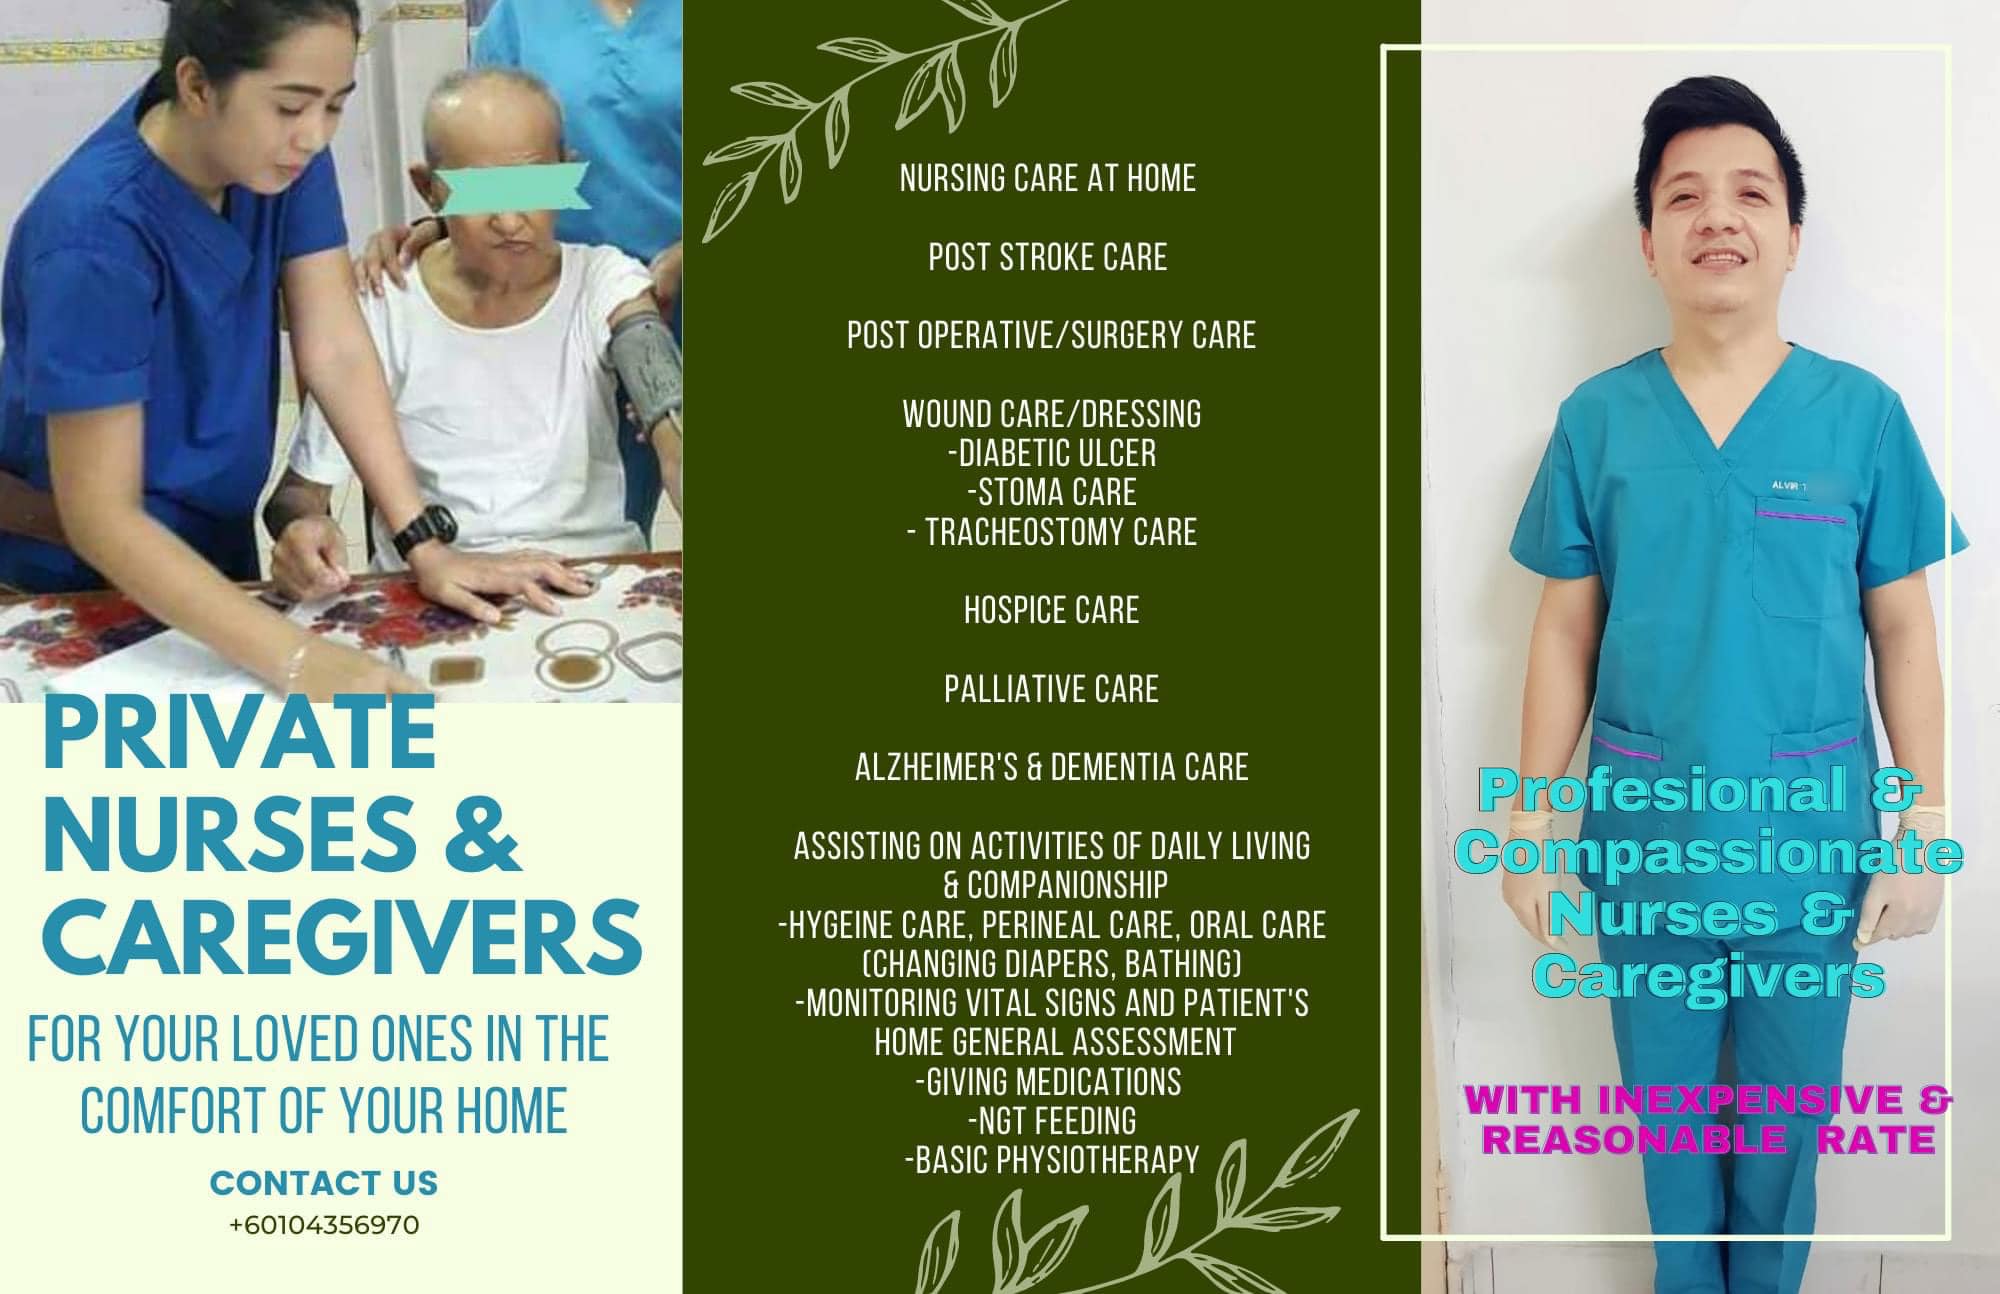 PRIVATE
NURSES &
CAREGIVERS
FOR YOUR LOVED ONES IN THE
COMFORT OF YOUR HOME
CONTACT US
+60104356970
NURSING CARE AT HOME
POST STROKE CARE
POST OPERATIVE/SURGERY CARE
WOUND CARE/DRESSING
-DIABETIC ULCER
-STOMA CARE
- TRACHEOSTOMY CARE
HOSPICE CARE
PALLIATIVE CARE
ALZHEIMER'S & DEMENTIA CARE
ASSISTING ON ACTIVITIES OF DAILY LIVING
& COMPANIONSHIP
-HYGEINE CARE, PERINEAL CARE, ORAL CARE
(CHANGING DIAPERS, BATHING)
-MONITORING VITAL SIGNS AND PATIENT'S
HOME GENERAL ASSESSMENT
-GIVING MEDICATIONS
-NGT FEEDING
-BASIC PHYSIOTHERAPY
ALVIR T
Profesional &
Compassionate
Nurses &
Caregivers
WITH INEXPENSIVE &
REASONABLE RATE